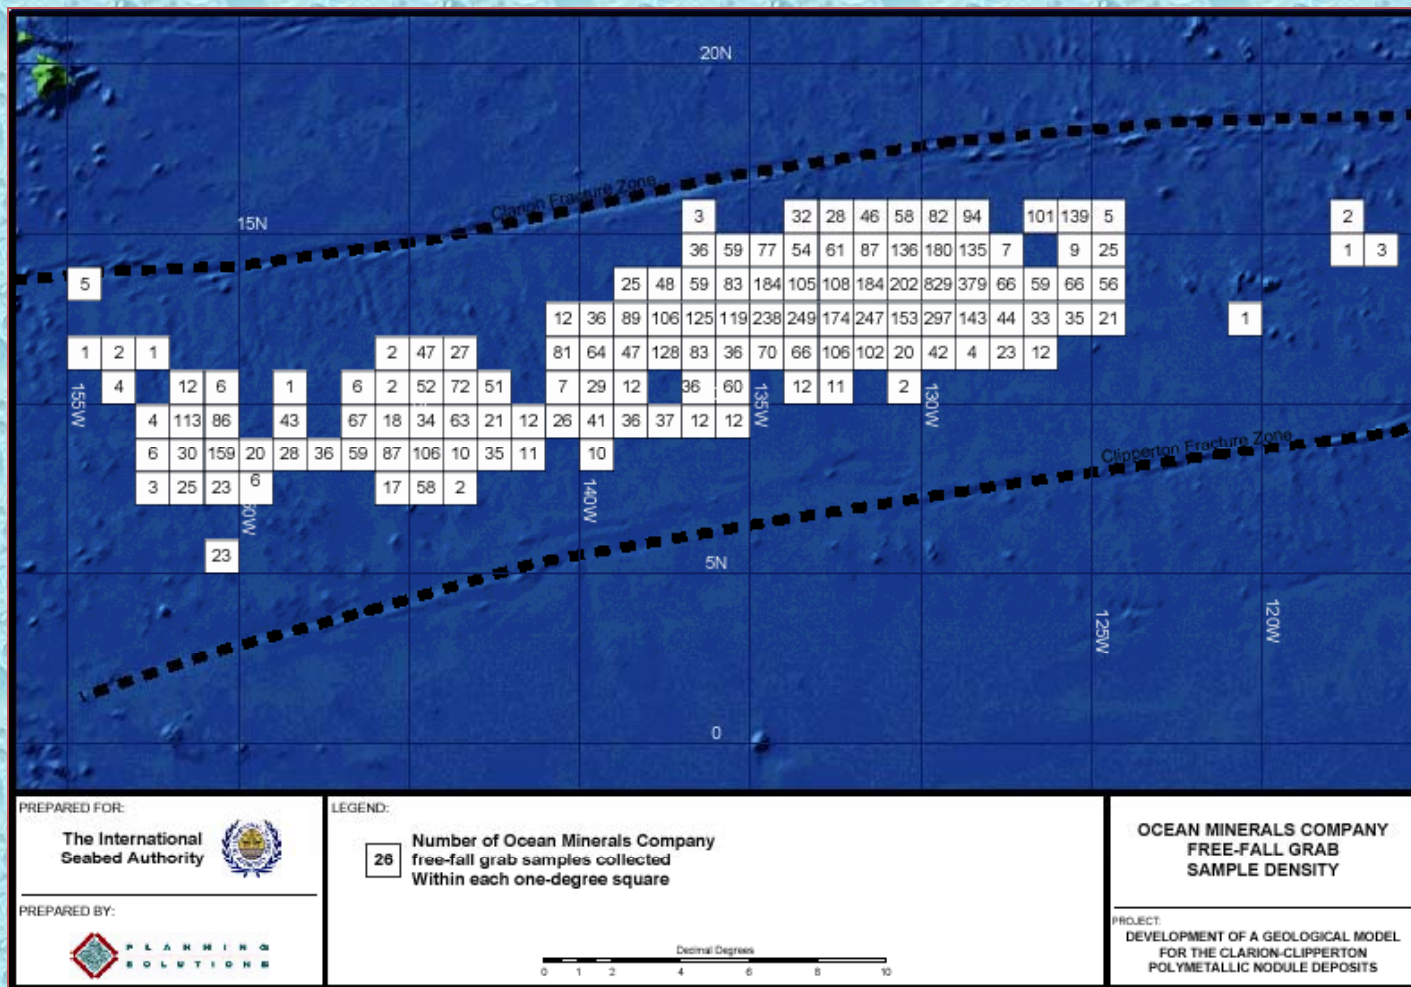 20N
Clarion Fracture Zone
15N
3 32 28 46 58 82 94 101 139 5 2
36 59 77 54 61 87 136 180 135 7 9 25 1 3
5 25 48 59 83 184 105 108 184 202 829 379 66 59 66 56
12 36 89 106 125 119 238 249 174 247 153 297 143 44 33 35 21 1
1 2 1 2 47 27 81 64 47 128 83 36 70 66 106 102 20 42 4 23 12
4 12 6 1 6 2 52 72 51 7 29 12 36 60 12 11 2
155W 135W 130W
4 113 86 43 67 18 34 63 21 12 26 41 36 37 12 12
Clipperton Fracture Zone
6 30 159 20 28 36 59 87 106 10 35 11 10
3 25 23 6 17 58 2
140W
23
5N
125W 120W
0
PREPARED FOR:
The International
Seabed Authority
PREPARED BY:
PLANNING
SOLUTIONS
LEGEND:
26
Number of Ocean Minerals Company
free-fall grab samples collected
Within each one-degree square
Decimal Degrees
0 1 2 4 6 8 10
OCEAN MINERALS COMPANY
FREE-FALL GRAB
SAMPLE DENSITY
PROJECT:
DEVELOPMENT OF A GEOLOGICAL MODEL
FOR THE CLARION-CLIPPERTON
POLYMETALLIC NODULE DEPOSITS